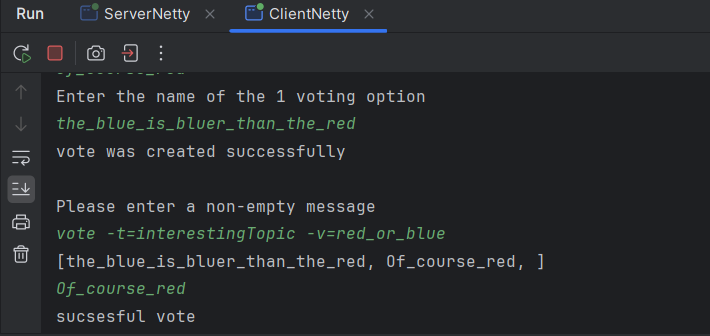 Run ServerNetty ClientNetty
Of_course_red
Enter the name of the 1 voting option
the_blue_is_bluer_than_the_red
vote was created successfully
Please enter a non-empty message
vote -t=interestingTopic -v=red_or_blue
[the_blue_is_bluer_than_the_red, Of_course_red, ]
Of_course_red
sucsesful vote